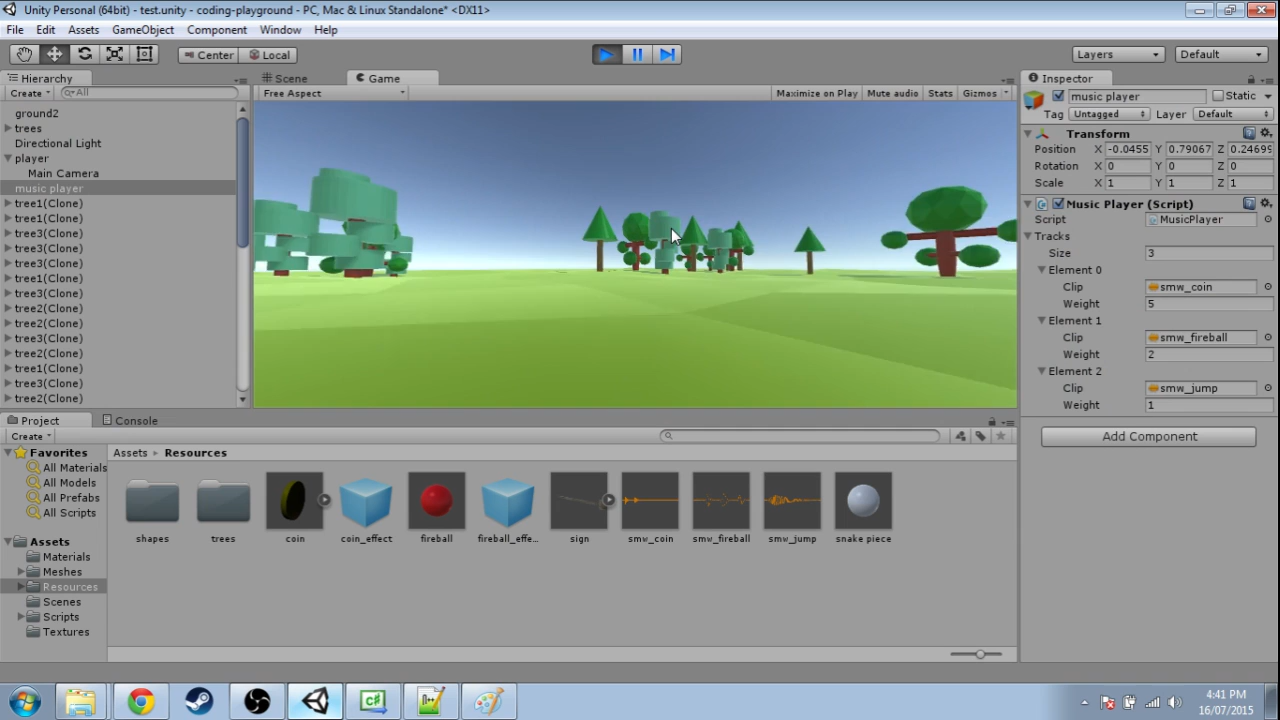 Unity Personal (64bit) - test.unity - coding-playground - PC, Mac & Linux Standalone* <DX11>
File Edit Assets GameObject Component Window Help
Center Local Layers Default
Hierarchy
Create All
ground2
trees
Directional Light
player
Main Camera
music player
tree1(Clone)
tree1(Clone)
tree3(Clone)
tree3(Clone)
tree3(Clone)
tree1(Clone)
tree3(Clone)
tree2(Clone)
tree2(Clone)
tree3(Clone)
tree2(Clone)
tree1(Clone)
tree3(Clone)
tree2(Clone)
Scene Game
Free Aspect Maximize on Play Mute audio Stats Gizmos
Inspector
music player Static
Tag Untagged Layer Default
Transform
Position X -0.0455 Y 0.79067 Z 0.24699
Rotation X 0 Y 0 Z 0
Scale X 1 Y 1 Z 1
Music Player (Script)
Script MusicPlayer
Tracks
Size 3
Element 0
Clip smw_coin
Weight 5
Element 1
Clip smw_fireball
Weight 2
Element 2
Clip smw_jump
Weight 1
Add Component
Project Console
Create
Favorites
All Materials
All Models
All Prefabs
All Scripts
Assets
Materials
Meshes
Resources
Scenes
Scripts
Textures
Assets Resources
shapes trees coin coin_effect fireball fireball_effe... sign smw_coin smw_fireball smw_jump snake piece
4:41 PM
16/07/2015